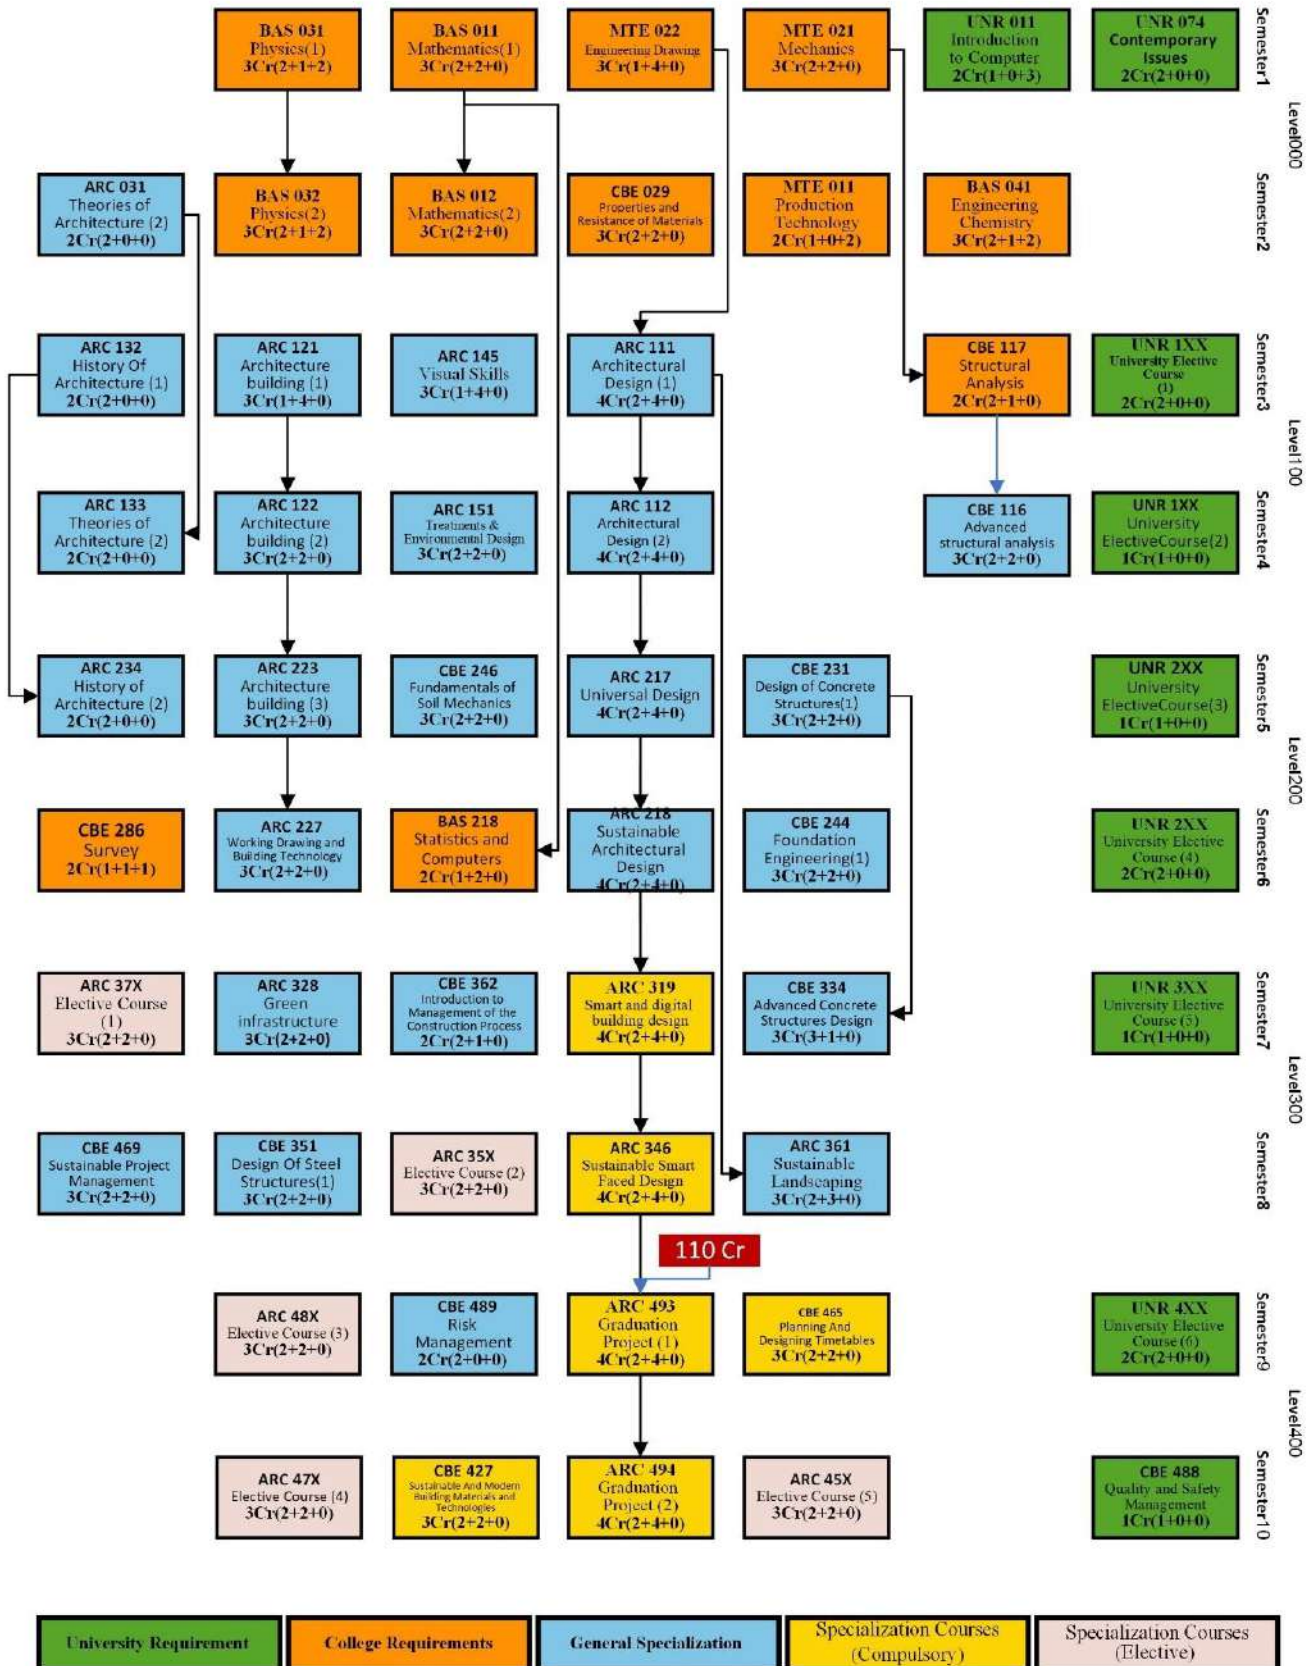 BAS 031
Physics(1)
3Cr(2+1+2)
BAS 011
Mathematics(1)
3Cr(2+2+0)
MTE 022
Engineering Drawing
3Cr(1+4+0)
MTE 021
Mechanics
3Cr(2+2+0)
UNR 011
Introduction
to Computer
2Cr(1+0+3)
UNR 074
Contemporary
Issues
2Cr(2+0+0)
Semester1
Level000
ARC 031
Theories of
Architecture (2)
2Cr(2+0+0)
BAS 032
Physics(2)
3Cr(2+1+2)
BAS 012
Mathematics(2)
3Cr(2+2+0)
CBE 029
Properties and
Resistance of Materials
3Cr(2+2+0)
MTE 011
Production
Technology
2Cr(1+0+2)
BAS 041
Engineering
Chemistry
3Cr(2+1+2)
Semester2
ARC 132
History Of
Architecture (1)
2Cr(2+0+0)
ARC 121
Architecture
building (1)
3Cr(1+4+0)
ARC 145
Visual Skills
3Cr(1+4+0)
ARC 111
Architectural
Design (1)
4Cr(2+4+0)
CBE 117
Structural
Analysis
2Cr(2+1+0)
UNR 1XX
University Elective
Course
(1)
2Cr(2+0+0)
Semester3
Level100
ARC 133
Theories of
Architecture (2)
2Cr(2+0+0)
ARC 122
Architecture
building (2)
3Cr(2+2+0)
ARC 151
Treatments &
Environmental Design
3Cr(2+2+0)
ARC 112
Architectural
Design (2)
4Cr(2+4+0)
CBE 116
Advanced
structural analysis
3Cr(2+2+0)
UNR 1XX
University
ElectiveCourse(2)
1Cr(1+0+0)
Semester4
ARC 234
History of
Architecture (2)
2Cr(2+0+0)
ARC 223
Architecture
building (3)
3Cr(2+2+0)
CBE 246
Fundamentals of
Soil Mechanics
3Cr(2+2+0)
ARC 217
Universal Design
4Cr(2+4+0)
CBE 231
Design of Concrete
Structures(1)
3Cr(2+2+0)
UNR 2XX
University
ElectiveCourse(3)
1Cr(1+0+0)
Semester5
Level200
CBE 286
Survey
2Cr(1+1+1)
ARC 227
Working Drawing and
Building Technology
3Cr(2+2+0)
BAS 218
Statistics and
Computers
2Cr(1+2+0)
ARC 218
Sustainable
Architectural
Design
4Cr(2+4+0)
CBE 244
Foundation
Engineering(1)
3Cr(2+2+0)
UNR 2XX
University Elective
Course (4)
2Cr(2+0+0)
Semester6
ARC 37X
Elective Course
(1)
3Cr(2+2+0)
ARC 328
Green
infrastructure
3Cr(2+2+0)
CBE 362
Introduction to
Management of the
Construction Process
2Cr(2+1+0)
ARC 319
Smart and digital
building design
4Cr(2+4+0)
CBE 334
Advanced Concrete
Structures Design
3Cr(3+1+0)
UNR 3XX
University Elective
Course (5)
1Cr(1+0+0)
Semester7
Level300
CBE 469
Sustainable Project
Management
3Cr(2+2+0)
CBE 351
Design Of Steel
Structures(1)
3Cr(2+2+0)
ARC 35X
Elective Course (2)
3Cr(2+2+0)
ARC 346
Sustainable Smart
Faced Design
4Cr(2+4+0)
ARC 361
Sustainable
Landscaping
3Cr(2+3+0)
Semester8
110 Cr
ARC 48X
Elective Course (3)
3Cr(2+2+0)
CBE 489
Risk
Management
2Cr(2+0+0)
ARC 493
Graduation
Project (1)
4Cr(2+4+0)
CBE 465
Planning And
Designing Timetables
3Cr(2+2+0)
UNR 4XX
University Elective
Course (6)
2Cr(2+0+0)
Semester9
Level400
ARC 47X
Elective Course (4)
3Cr(2+2+0)
CBE 427
Sustainable And Modern
Building Materials and
Technologies
3Cr(2+2+0)
ARC 494
Graduation
Project (2)
4Cr(2+4+0)
ARC 45X
Elective Course (5)
3Cr(2+2+0)
CBE 488
Quality and Safety
Management
1Cr(1+0+0)
Semester10
University Requirement
College Requirements
General Specialization
Specialization Courses
(Compulsory)
Specialization Courses
(Elective)